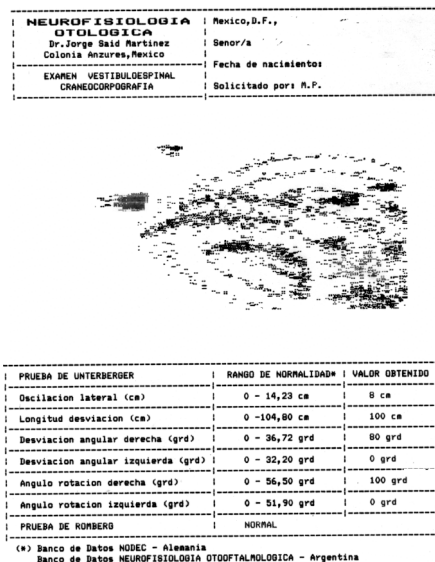 NEUROFISIOLOGIA
OTOLOGICA
Dr.Jorge Said Martinez
Colonia Anzures,Mexico
EXAMEN VESTIBULOESPINAL
CRANEOCORPOGRAFIA
Mexico,D.F.,
Senor/a
Fecha de nacimiento:
Solicitado por: M.P.
PRUEBA DE UNTERBERGER | RANGO DE NORMALIDAD* | VALOR OBTENIDO
Oscilacion lateral (cm) | 0 - 14,23 cm | 8 cm
Longitud desviacion (cm) | 0 -104,80 cm | 100 cm
Desviacion angular derecha (grd) | 0 - 36,72 grd | 80 grd
Desviacion angular izquierda (grd) | 0 - 32,20 grd | 0 grd
Angulo rotacion derecha (grd) | 0 - 56,50 grd | 100 grd
Angulo rotacion izquierda (grd) | 0 - 51,90 grd | 0 grd
PRUEBA DE ROMBERG | NORMAL
(*) Banco de Datos NODEC - Alemania
Banco de Datos NEUROFISIOLOGIA OTOOFTALMOLOGICA - Argentina